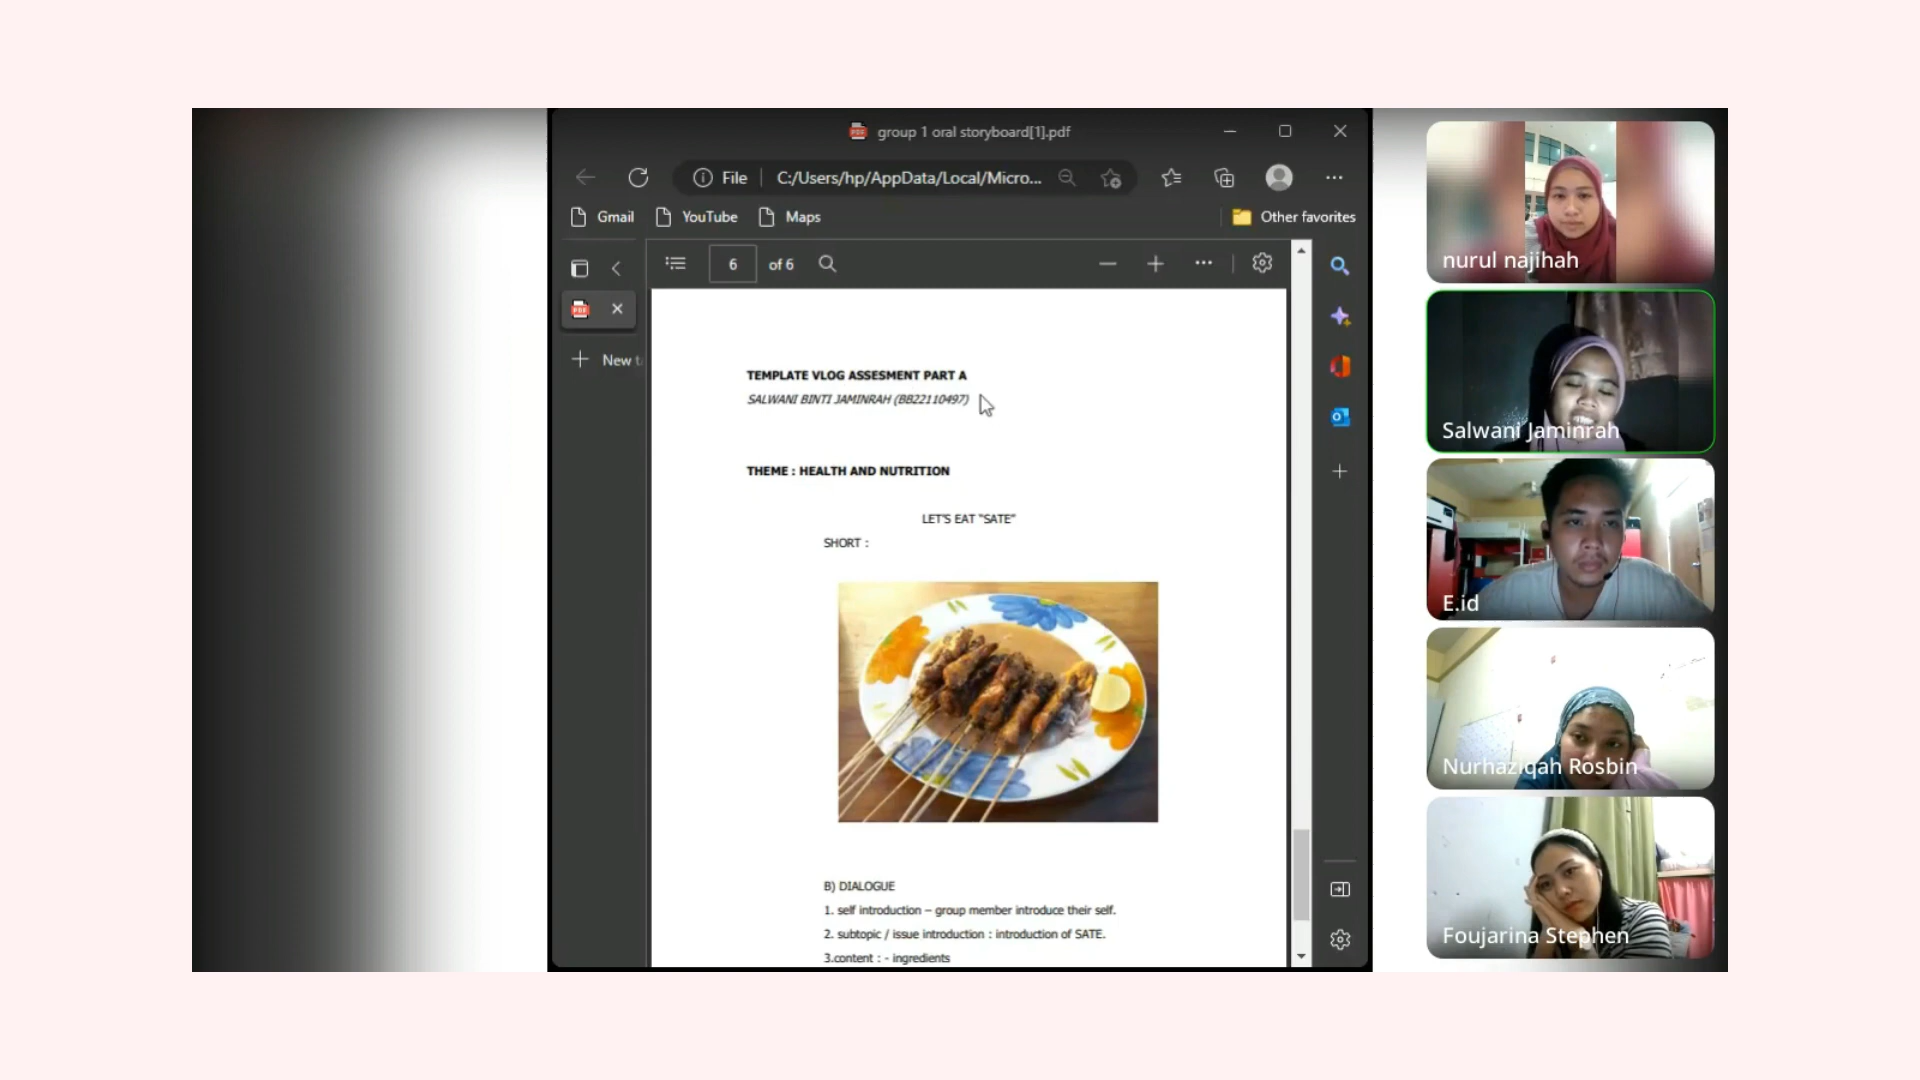 group 1 oral storyboard[1].pdf
File
C:/Users/hp/AppData/Local/Micro...
Gmail
YouTube
Maps
Other favorites
6 of 6
New t
TEMPLATE VLOG ASSESMENT PART A
SALWANI BINTI JAMINRAH (BB22110497)
THEME : HEALTH AND NUTRITION
LET'S EAT "SATE"
SHORT :
B) DIALOGUE
1. self introduction – group member introduce their self.
2. subtopic / issue introduction : introduction of SATE.
3.content : - ingredients
nurul najihah
Salwani Jaminrah
E.id
Nurhaziqah Rosbin
Foujarina Stephen